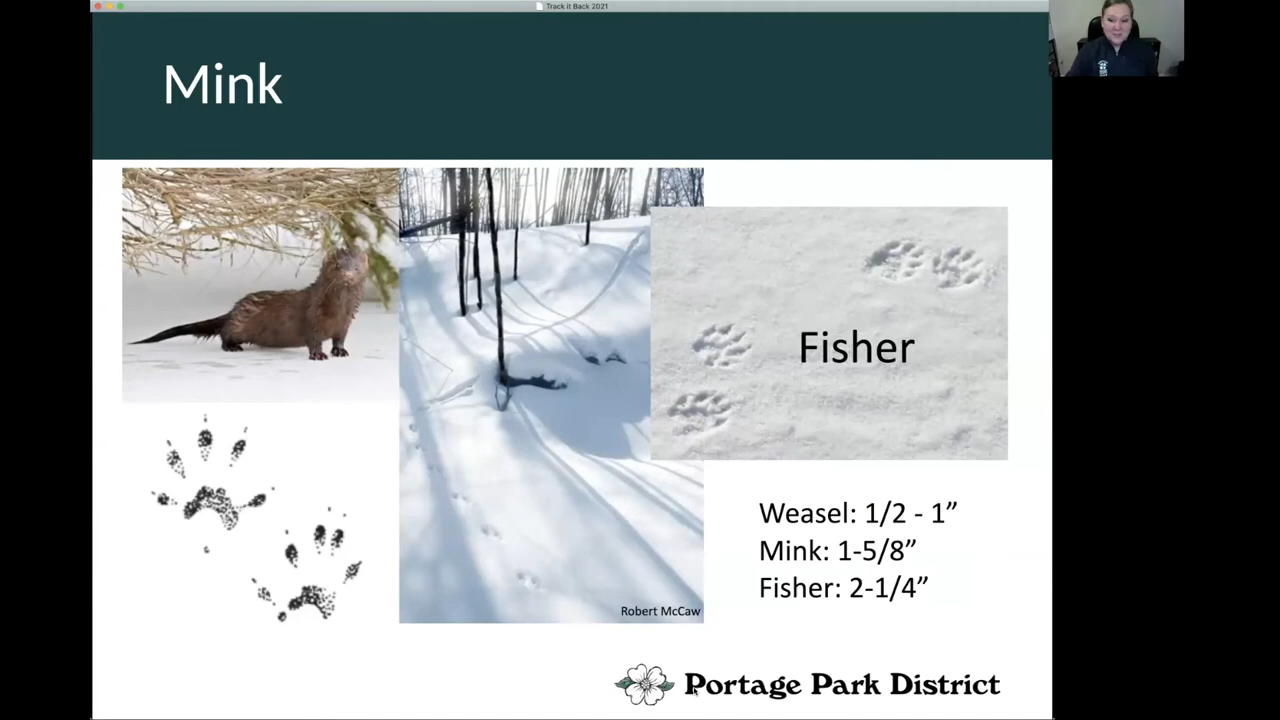 Track it Back 2021
Mink
Fisher
Weasel: 1/2 - 1”
Mink: 1-5/8”
Fisher: 2-1/4”
Robert McCaw
Portage Park District